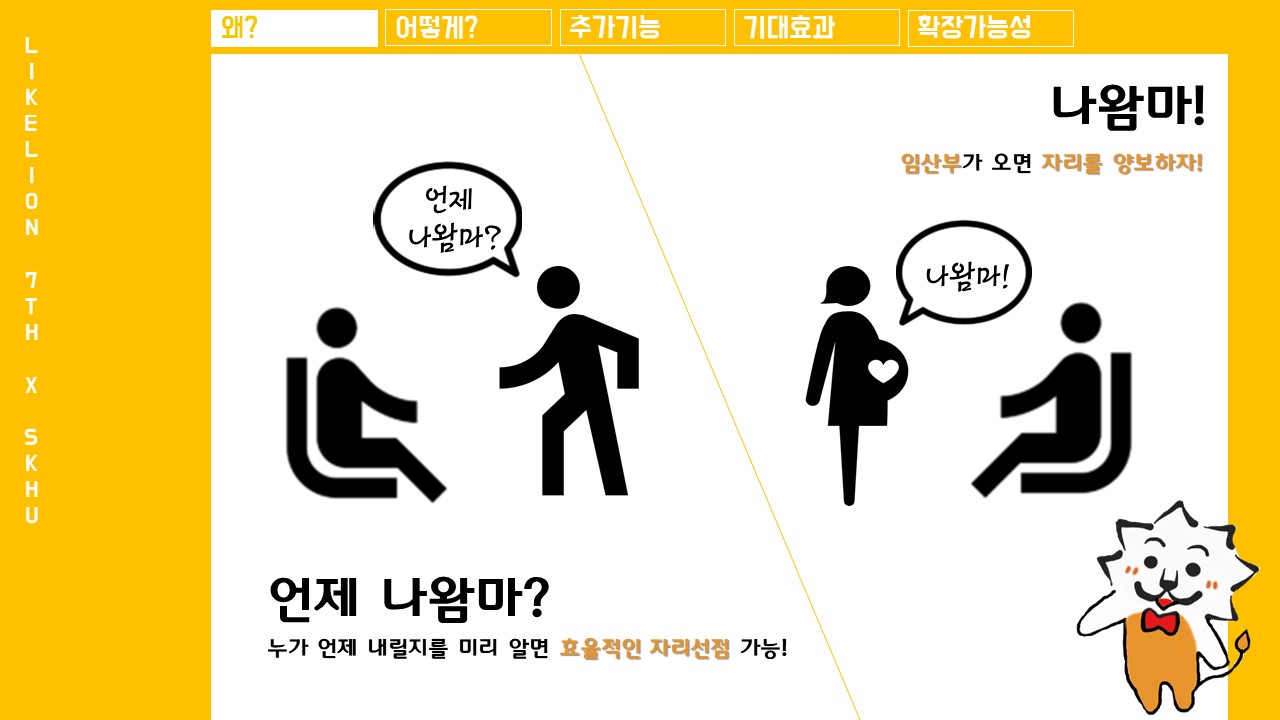 LIKELION 7TH X SKHU
왜?
어떻게?
추가기능
기대효과
확장가능성
나왐마!
임산부가 오면 자리를 양보하자!
언제
나왐마?
나왐마!
언제 나왐마?
누가 언제 내릴지를 미리 알면 효율적인 자리선점 가능!